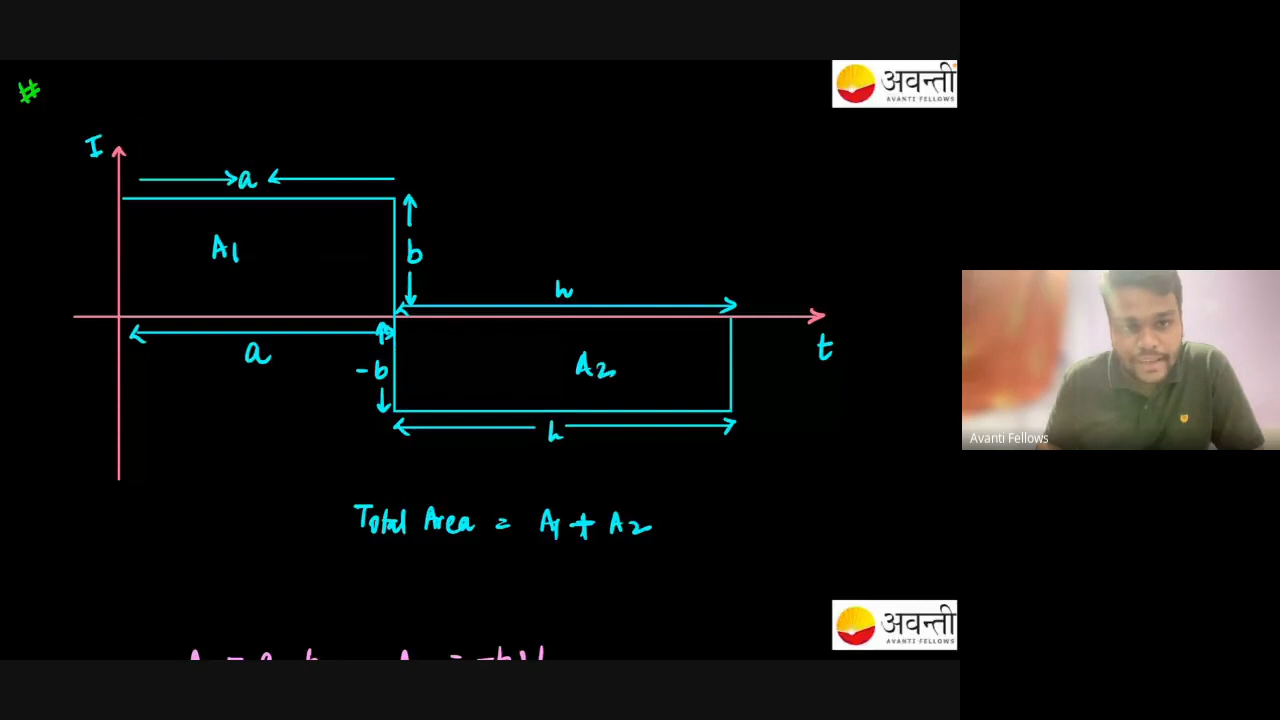 #
अवन्ती
AVANTI FELLOWS
I
a
A1
b
h
a
-b
A2
t
h
Total Area = A1 + A2
अवन्ती
AVANTI FELLOWS
Avanti Fellows